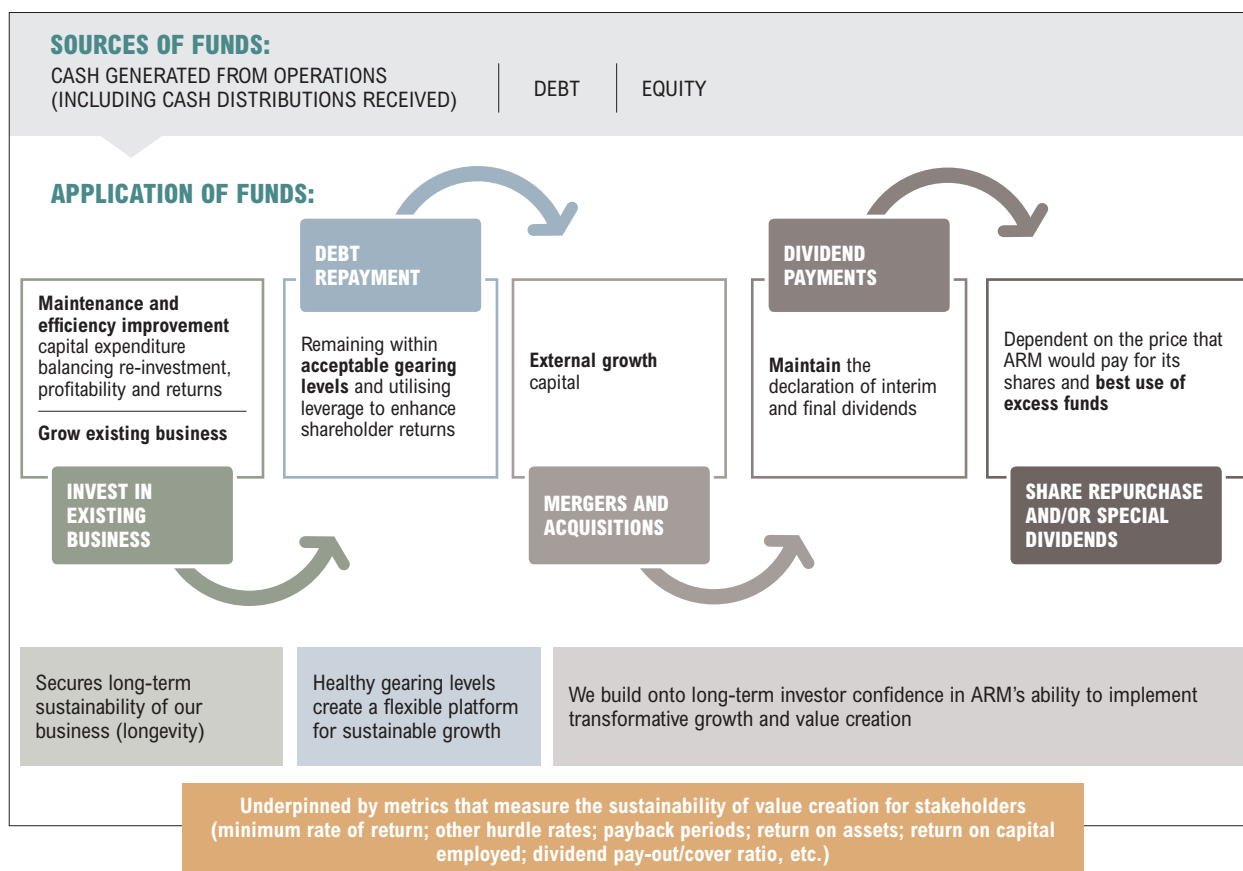 SOURCES OF FUNDS:
CASH GENERATED FROM OPERATIONS
(INCLUDING CASH DISTRIBUTIONS RECEIVED)
DEBT
EQUITY
APPLICATION OF FUNDS:
Maintenance and
efficiency improvement
capital expenditure
balancing re-investment,
profitability and returns
Grow existing business
INVEST IN
EXISTING
BUSINESS
DEBT
REPAYMENT
Remaining within
acceptable gearing
levels and utilising
leverage to enhance
shareholder returns
External growth
capital
MERGERS AND
ACQUISITIONS
DIVIDEND
PAYMENTS
Maintain the
declaration of interim
and final dividends
Dependent on the price that
ARM would pay for its
shares and best use of
excess funds
SHARE REPURCHASE
AND/OR SPECIAL
DIVIDENDS
Secures long-term
sustainability of our
business (longevity)
Healthy gearing levels
create a flexible platform
for sustainable growth
We build onto long-term investor confidence in ARM's ability to implement
transformative growth and value creation
Underpinned by metrics that measure the sustainability of value creation for stakeholders
(minimum rate of return; other hurdle rates; payback periods; return on assets; return on capital
employed; dividend pay-out/cover ratio, etc.)